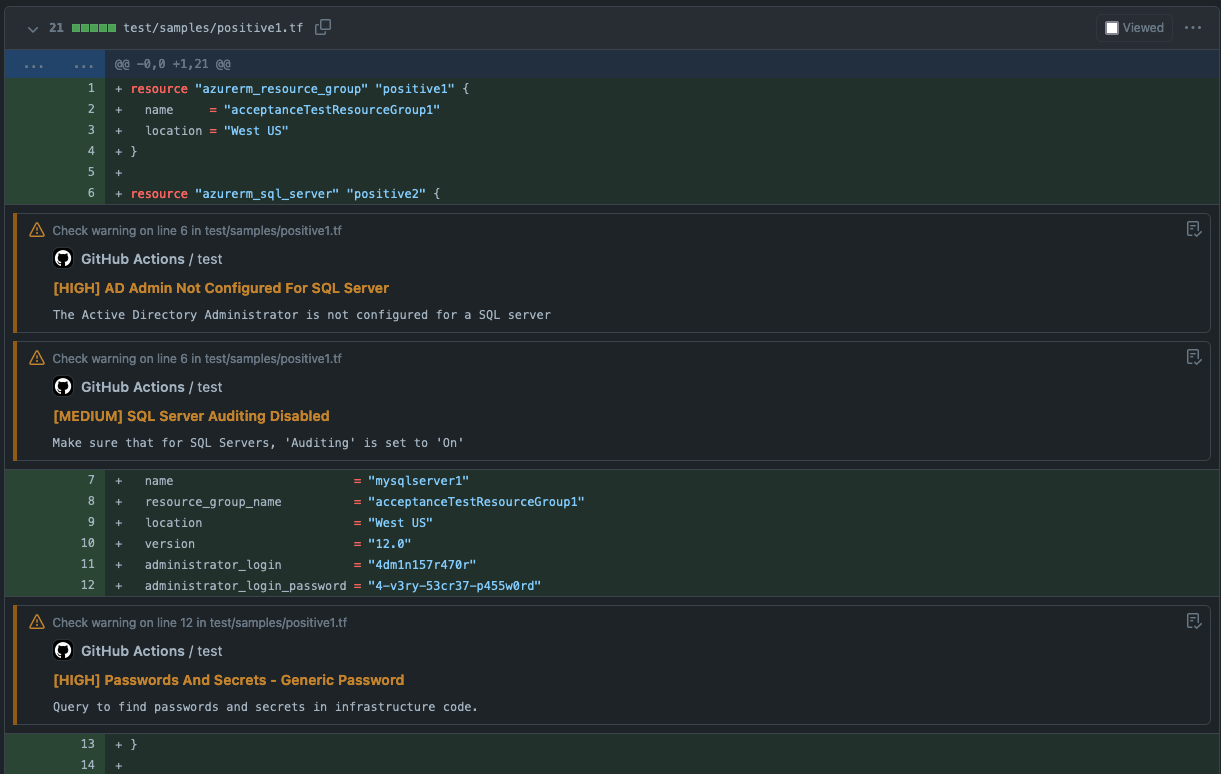 21 test/samples/positive1.tf Viewed ...
... ... @@ -0,0 +1,21 @@
1 + resource "azurerm_resource_group" "positive1" {
2 + name = "acceptanceTestResourceGroup1"
3 + location = "West US"
4 + }
5 +
6 + resource "azurerm_sql_server" "positive2" {
Check warning on line 6 in test/samples/positive1.tf
GitHub Actions / test
[HIGH] AD Admin Not Configured For SQL Server
The Active Directory Administrator is not configured for a SQL server
Check warning on line 6 in test/samples/positive1.tf
GitHub Actions / test
[MEDIUM] SQL Server Auditing Disabled
Make sure that for SQL Servers, 'Auditing' is set to 'On'
7 + name = "mysqlserver1"
8 + resource_group_name = "acceptanceTestResourceGroup1"
9 + location = "West US"
10 + version = "12.0"
11 + administrator_login = "4dm1n157r470r"
12 + administrator_login_password = "4-v3ry-53cr37-p455w0rd"
Check warning on line 12 in test/samples/positive1.tf
GitHub Actions / test
[HIGH] Passwords And Secrets - Generic Password
Query to find passwords and secrets in infrastructure code.
13 + }
14 +